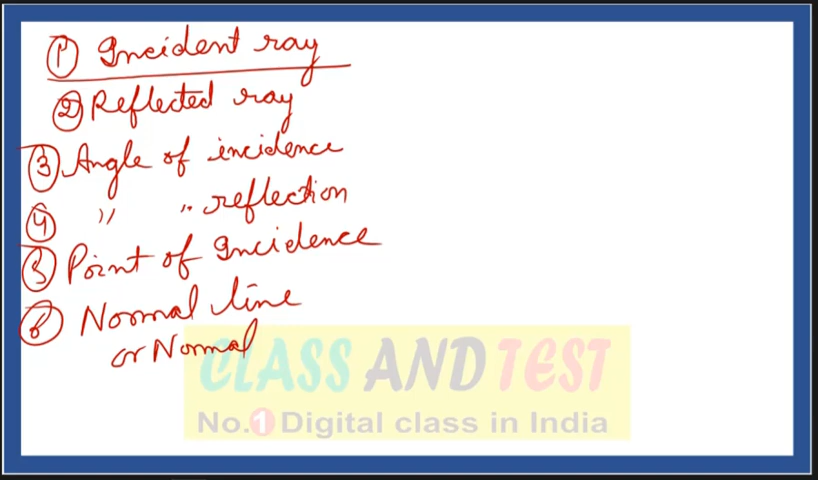 ① Incident ray
② Reflected ray
③ Angle of incidence
④ " " reflection
⑤ Point of Incidence
⑥ Normal line
or Normal
CLASS AND TEST
No.1 Digital class in India